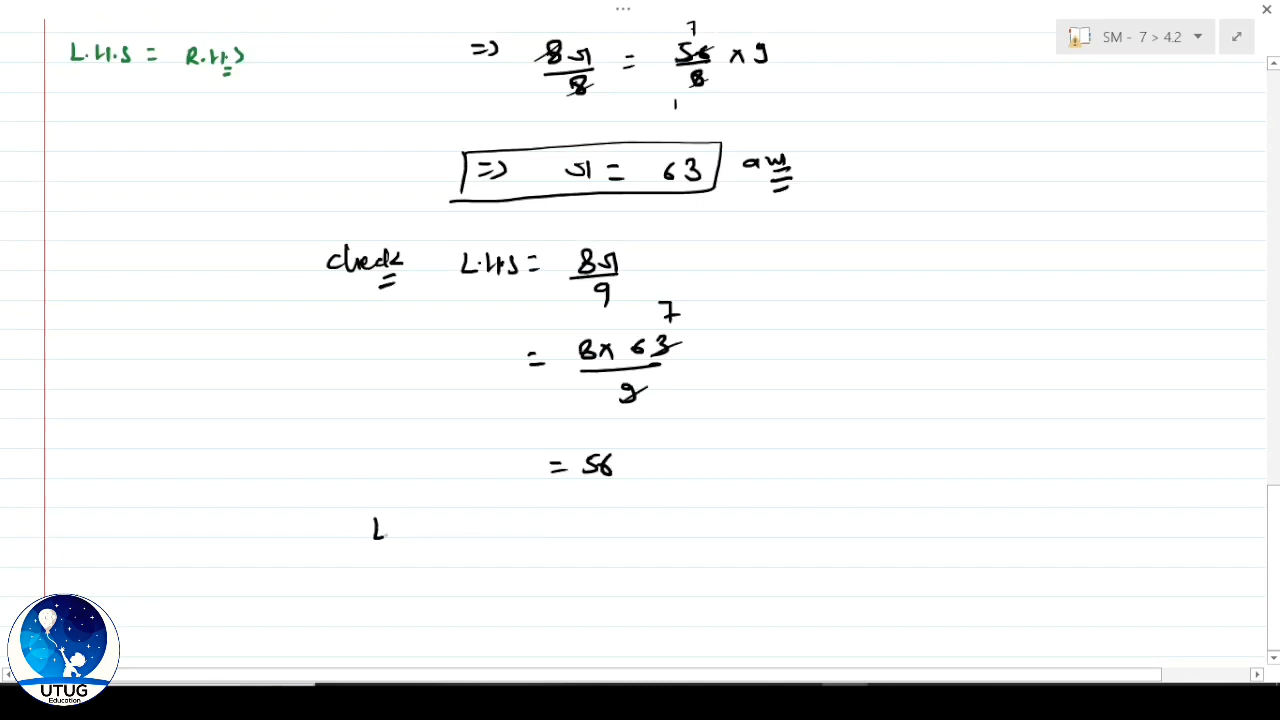 SM - 7 > 4.2
L.H.S = R.H.S
=> 8x/8 = 56/8 × 9
7
1
=> x = 63 ans
check L.H.S = 8x/9
7
= 8 × 63/9
= 56
L
UTUG
Education